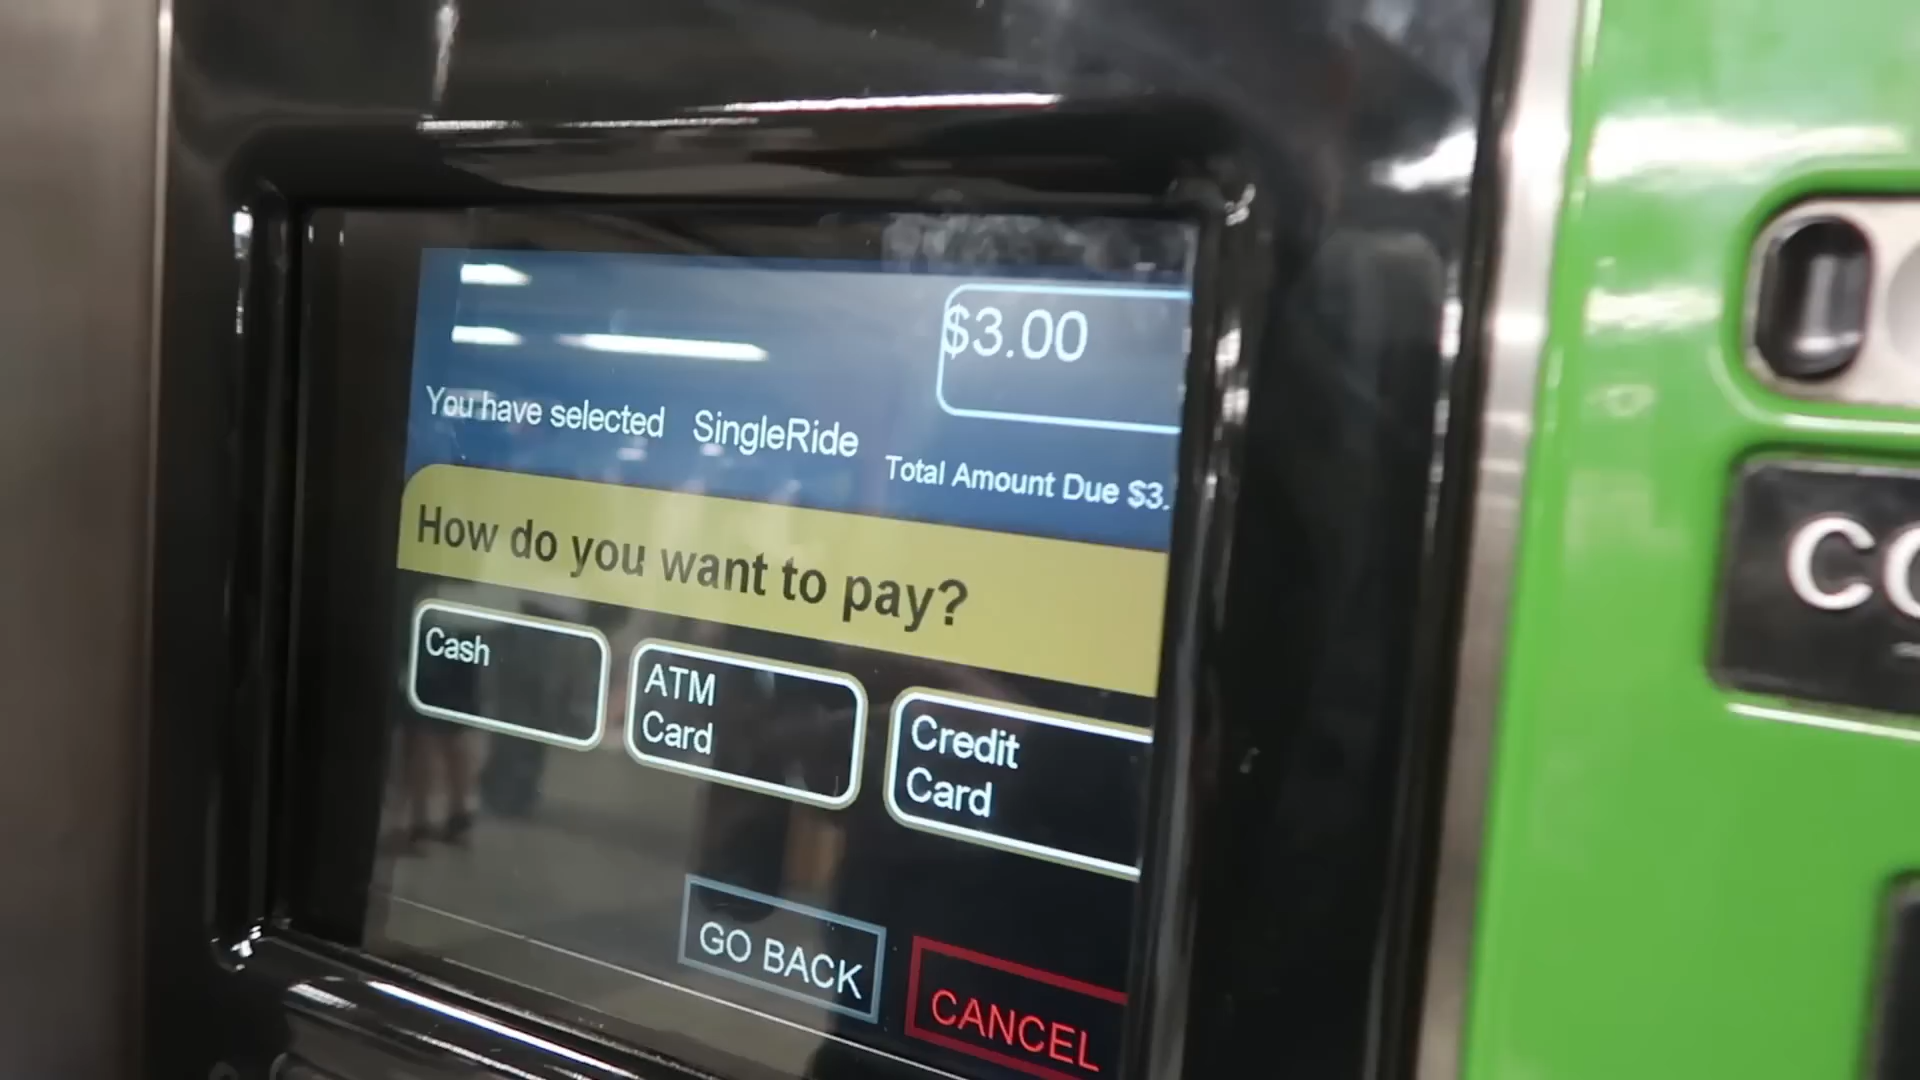 $3.00
You have selected SingleRide
Total Amount Due $3.
How do you want to pay?
Cash
ATM
Card
Credit
Card
GO BACK
CANCEL